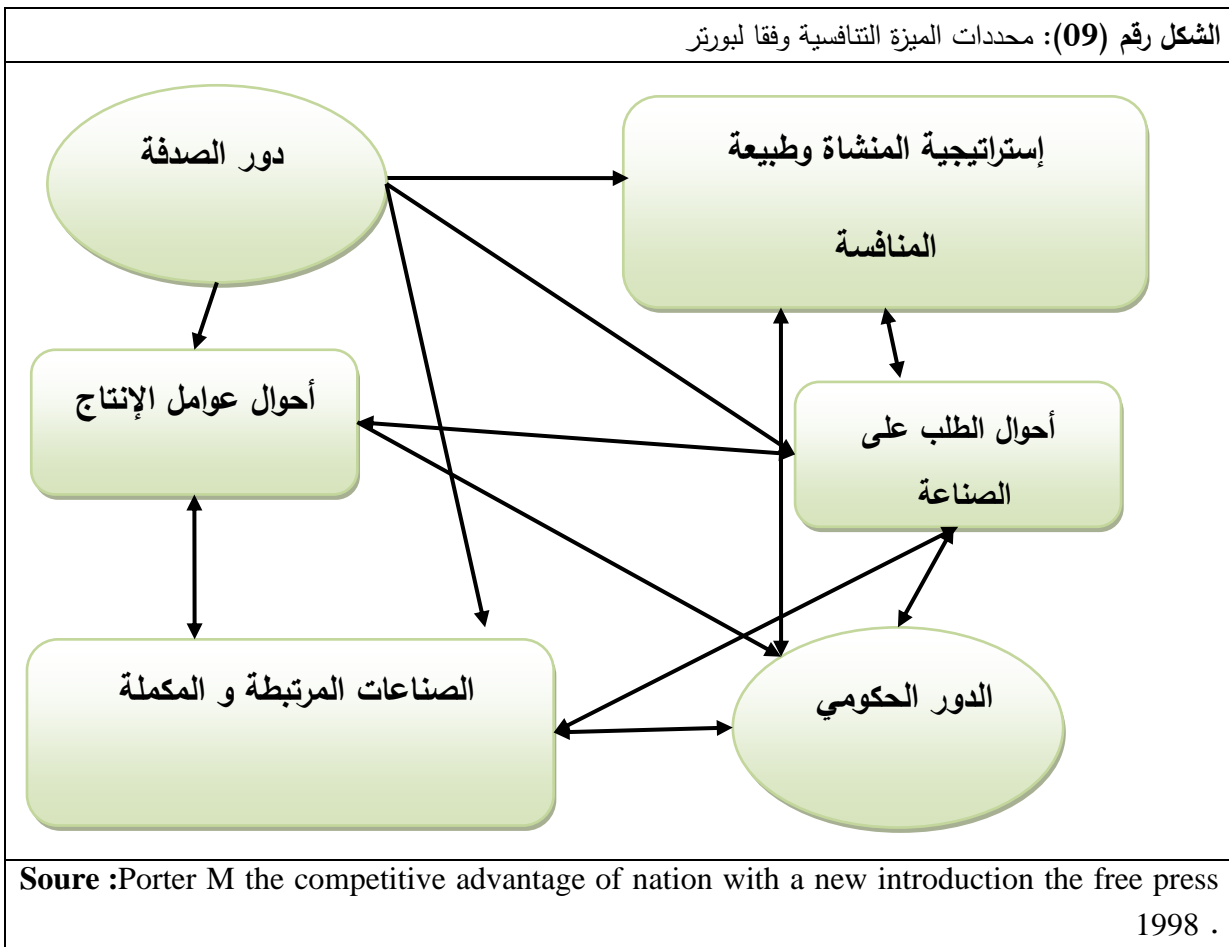 الشكل رقم (09): محددات الميزة التنافسية وفقا لبورتر
دور الصدفة
إستراتيجية المنشاة وطبيعة
المنافسة
أحوال عوامل الإنتاج
أحوال الطلب على
الصناعة
الصناعات المرتبطة و المكملة
الدور الحكومي
Soure :Porter M the competitive advantage of nation with a new introduction the free press
1998 .